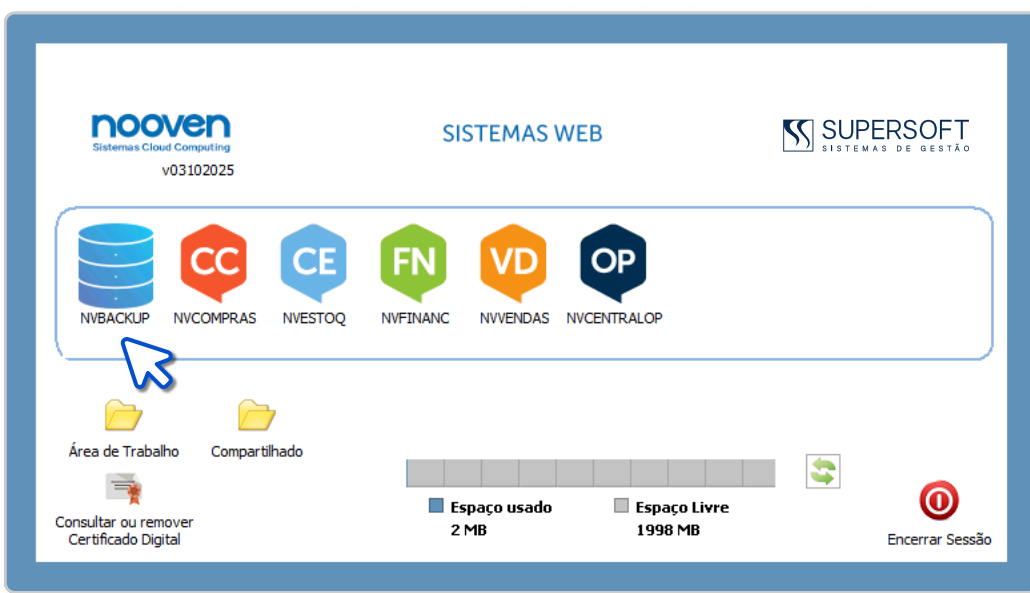 nooven
Sistemas Cloud Computing
v03102025
SISTEMAS WEB
SUPERSOFT
SISTEMAS DE GESTÃO
CC
CE
FN
VD
OP
NVBACKUP
NVCOMPRAS
NVESTOQ
NVFINANC
NVVENDAS
NVCENTRALOP
Área de Trabalho
Compartilhado
Consultar ou remover
Certificado Digital
Espaço usado
2 MB
Espaço Livre
1998 MB
Encerrar Sessão